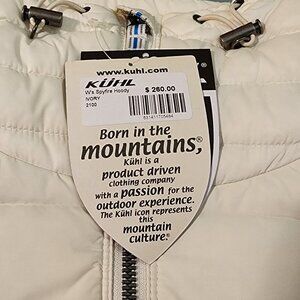 www.kuhl.com
KÜHL
W's Spyfire Hoody
IVORY
2100
$ 260.00
Born in the
mountains,®
Kühl is a
product driven
clothing company
with a passion for the
outdoor experience.
The Kühl icon represents
this
mountain
culture.®